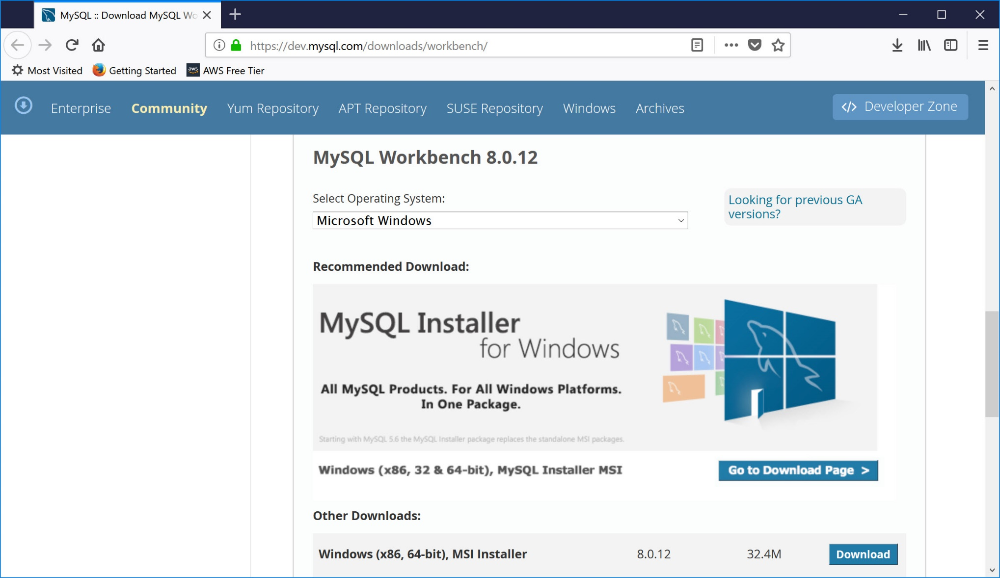 MySQL :: Download MySQL Wo
https://dev.mysql.com/downloads/workbench/
Most Visited
Getting Started
aws
AWS Free Tier
Enterprise
Community
Yum Repository
APT Repository
SUSE Repository
Windows
Archives
</> Developer Zone
MySQL Workbench 8.0.12
Select Operating System:
Microsoft Windows
Looking for previous GA
versions?
Recommended Download:
MySQL Installer
for Windows
All MySQL Products. For All Windows Platforms.
In One Package.
Starting with MySQL 5.6 the MySQL Installer package replaces the standalone MSI packages.
Windows (x86, 32 & 64-bit), MySQL Installer MSI
Go to Download Page >
Other Downloads:
Windows (x86, 64-bit), MSI Installer
8.0.12
32.4M
Download